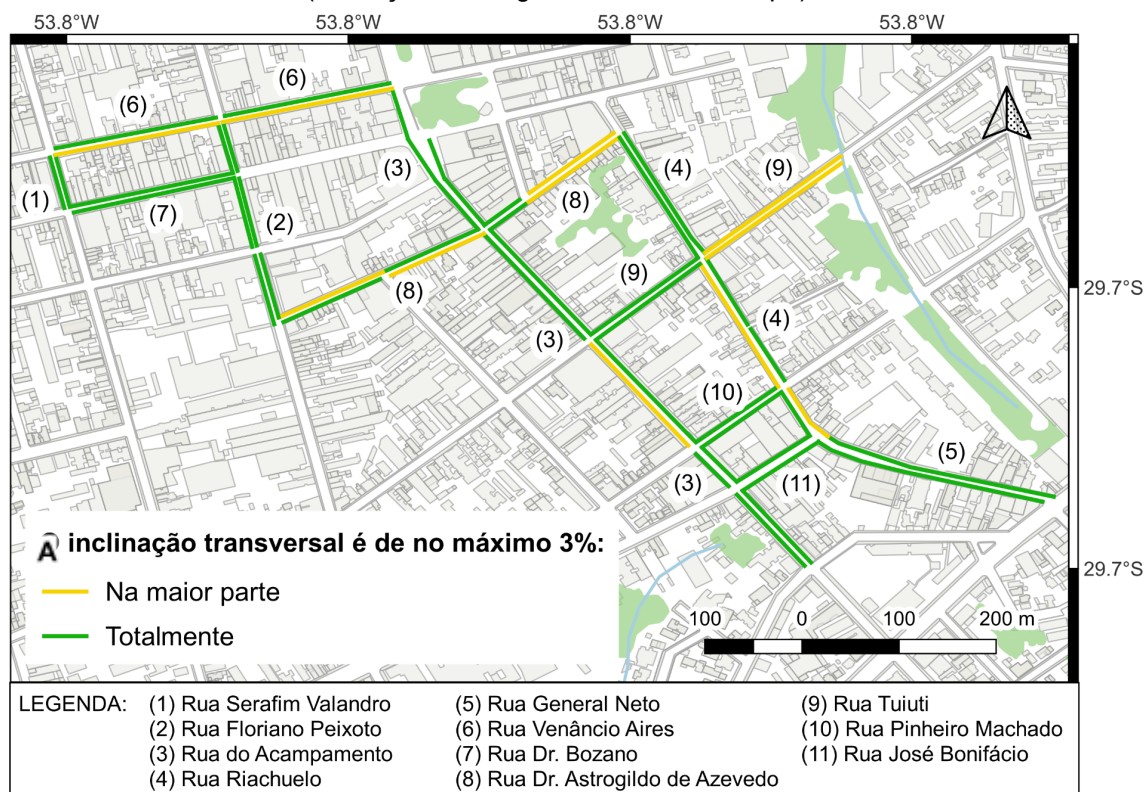 53.8°W 53.8°W 53.8°W 53.8°W
(6)
(6)
(3)
(4)
(9)
(1)
(7)
(2)
(8)
(8)
(9)
(3)
(4)
(10)
(3)
(11)
(5)
29.7°S
29.7°S
A inclinação transversal é de no máximo 3%:
Na maior parte
Totalmente
100 0 100 200 m
LEGENDA:
(1) Rua Serafim Valandro
(2) Rua Floriano Peixoto
(3) Rua do Acampamento
(4) Rua Riachuelo
(5) Rua General Neto
(6) Rua Venâncio Aires
(7) Rua Dr. Bozano
(8) Rua Dr. Astrogildo de Azevedo
(9) Rua Tuiuti
(10) Rua Pinheiro Machado
(11) Rua José Bonifácio